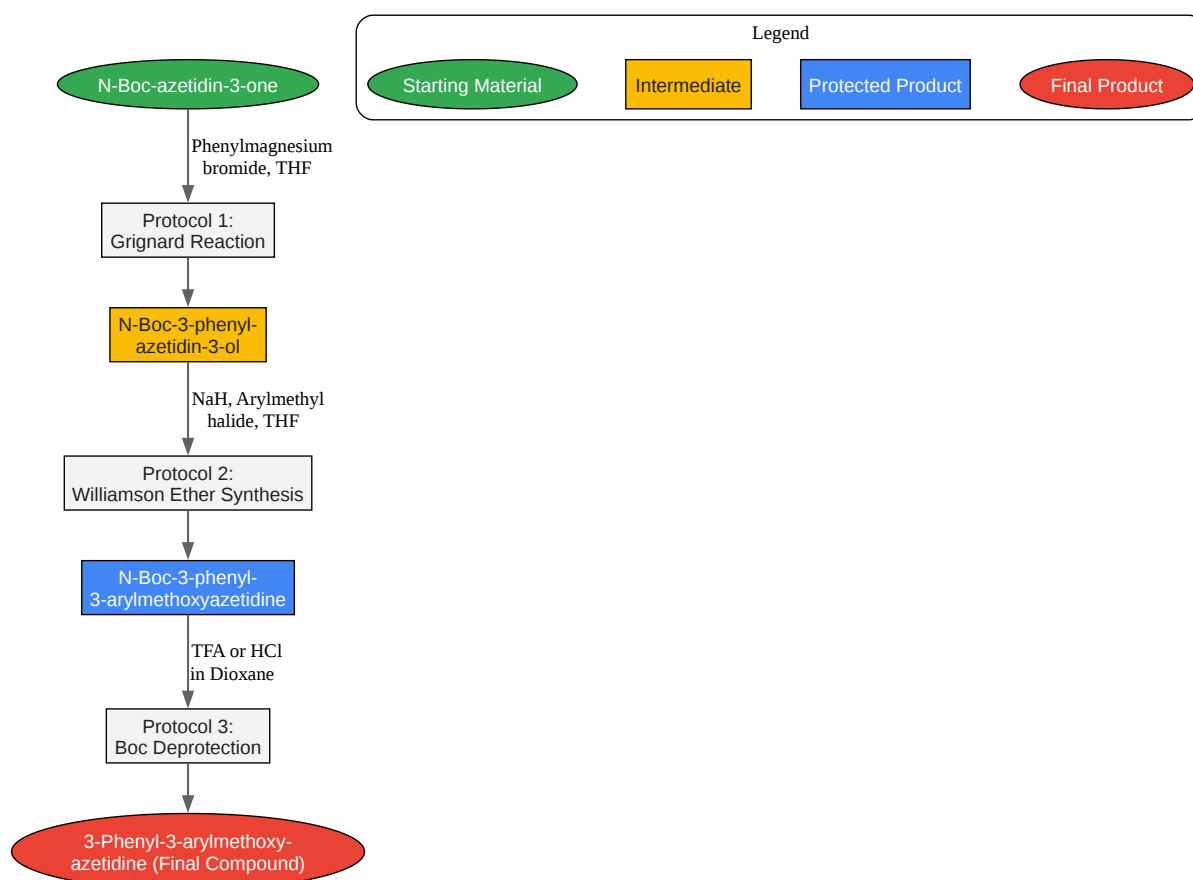 Legend
N-Boc-azetidin-3-one
Starting Material
Intermediate
Protected Product
Final Product
Phenylmagnesium
bromide, THF
Protocol 1:
Grignard Reaction
N-Boc-3-phenyl-
azetidin-3-ol
NaH, Arylmethyl
halide, THF
Protocol 2:
Williamson Ether Synthesis
N-Boc-3-phenyl-
3-arylmethoxyazetidine
TFA or HCl
in Dioxane
Protocol 3:
Boc Deprotection
3-Phenyl-3-arylmethoxy-
azetidine (Final Compound)